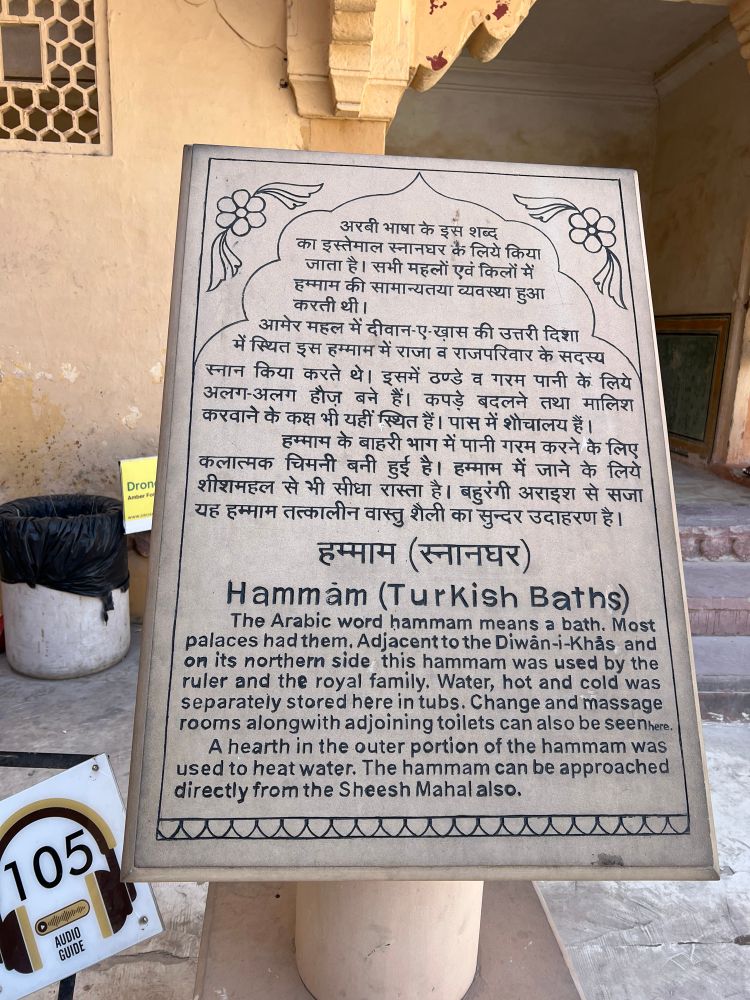 अरबी भाषा के इस शब्द
का इस्तेमाल स्नानघर के लिये किया
जाता है। सभी महलों एवं किलों में
हम्माम की सामान्यतया व्यवस्था हुआ
करती थी।
आमेर महल में दीवान-ए-ख़ास की उत्तरी दिशा
में स्थित इस हम्माम में राजा व राजपरिवार के सदस्य
स्नान किया करते थे। इसमें ठण्डे व गरम पानी के लिये
अलग-अलग हौज़ बने हैं। कपड़े बदलने तथा मालिश
करवाने के कक्ष भी यहीं स्थित हैं। पास में शौचालय हैं।
हम्माम के बाहरी भाग में पानी गरम करने के लिए
कलात्मक चिमनी बनी हुई है। हम्माम में जाने के लिये
शीशमहल से भी सीधा रास्ता है। बहुरंगी अराइश से सजा
यह हम्माम तत्कालीन वास्तु शैली का सुन्दर उदाहरण है।
हम्माम (स्नानघर)
Hammām (Turkish Baths)
The Arabic word hammam means a bath. Most
palaces had them. Adjacent to the Diwân-i-Khâs and
on its northern side this hammam was used by the
ruler and the royal family. Water, hot and cold was
separately stored here in tubs. Change and massage
rooms alongwith adjoining toilets can also be seen here.
A hearth in the outer portion of the hammam was
used to heat water. The hammam can be approached
directly from the Sheesh Mahal also.
Drone
Amber For
105
AUDIO
GUIDE